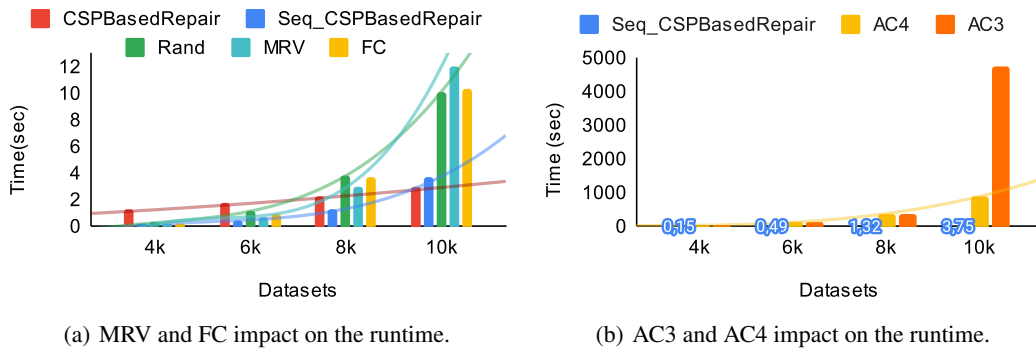 CSPBasedRepair Seq_CSPBasedRepair
Rand MRV FC
Time(sec)
12
10
8
6
4
2
0
4k 6k 8k 10k
Datasets
(a) MRV and FC impact on the runtime.
Seq_CSPBasedRepair AC4 AC3
Time (sec)
5000
4000
3000
2000
1000
0
0,15 0,49 1,32 3,75
4k 6k 8k 10k
Datasets
(b) AC3 and AC4 impact on the runtime.